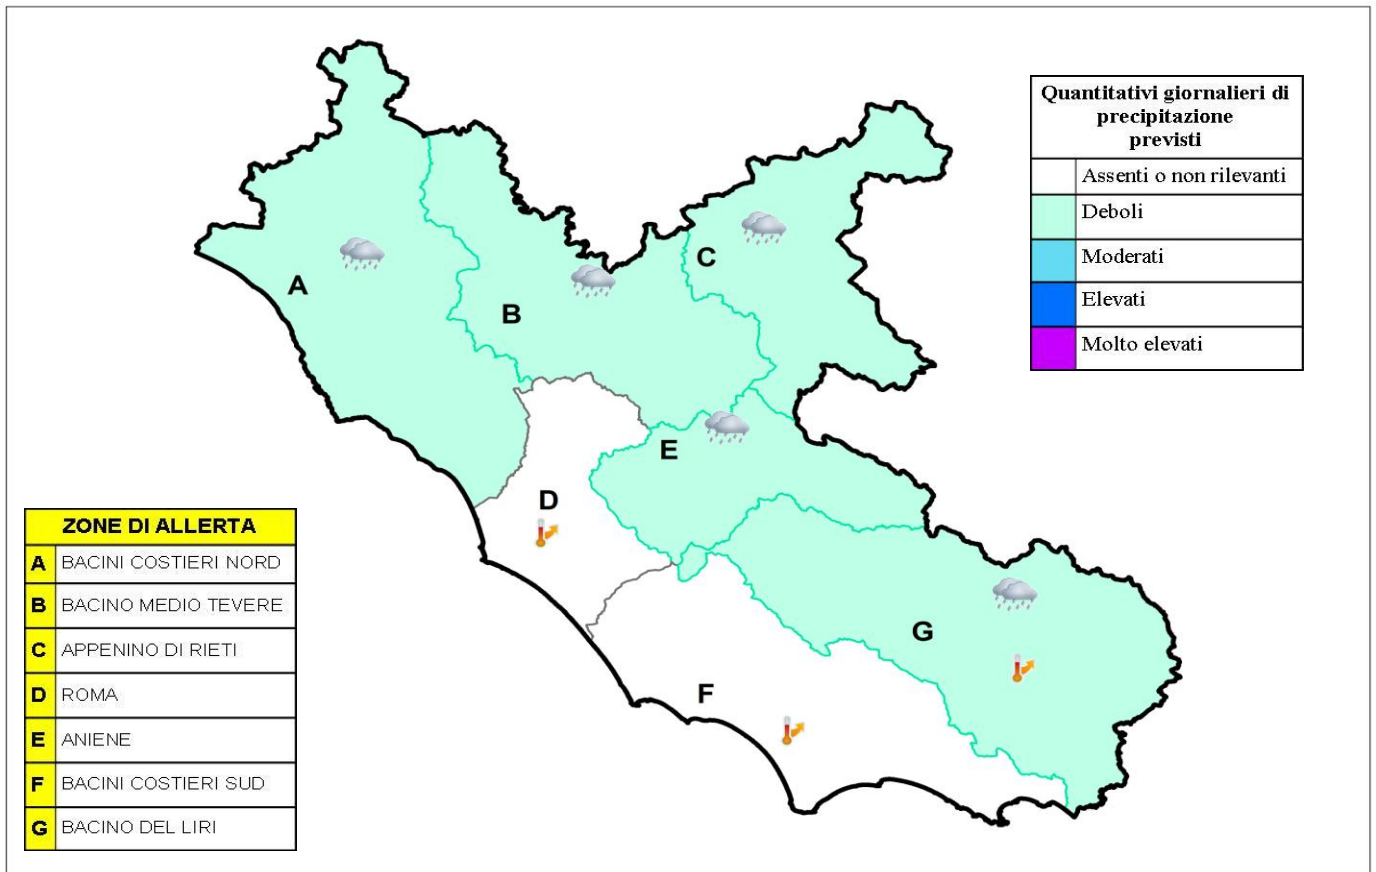 Quantitativi giornalieri di
precipitazione
previsti
Assenti o non rilevanti
Deboli
Moderati
Elevati
Molto elevati
A
B
C
D
E
F
G
ZONE DI ALLERTA
A BACINI COSTIERI NORD
B BACINO MEDIO TEVERE
C APPENINO DI RIETI
D ROMA
E ANIENE
F BACINI COSTIERI SUD
G BACINO DEL LIRI